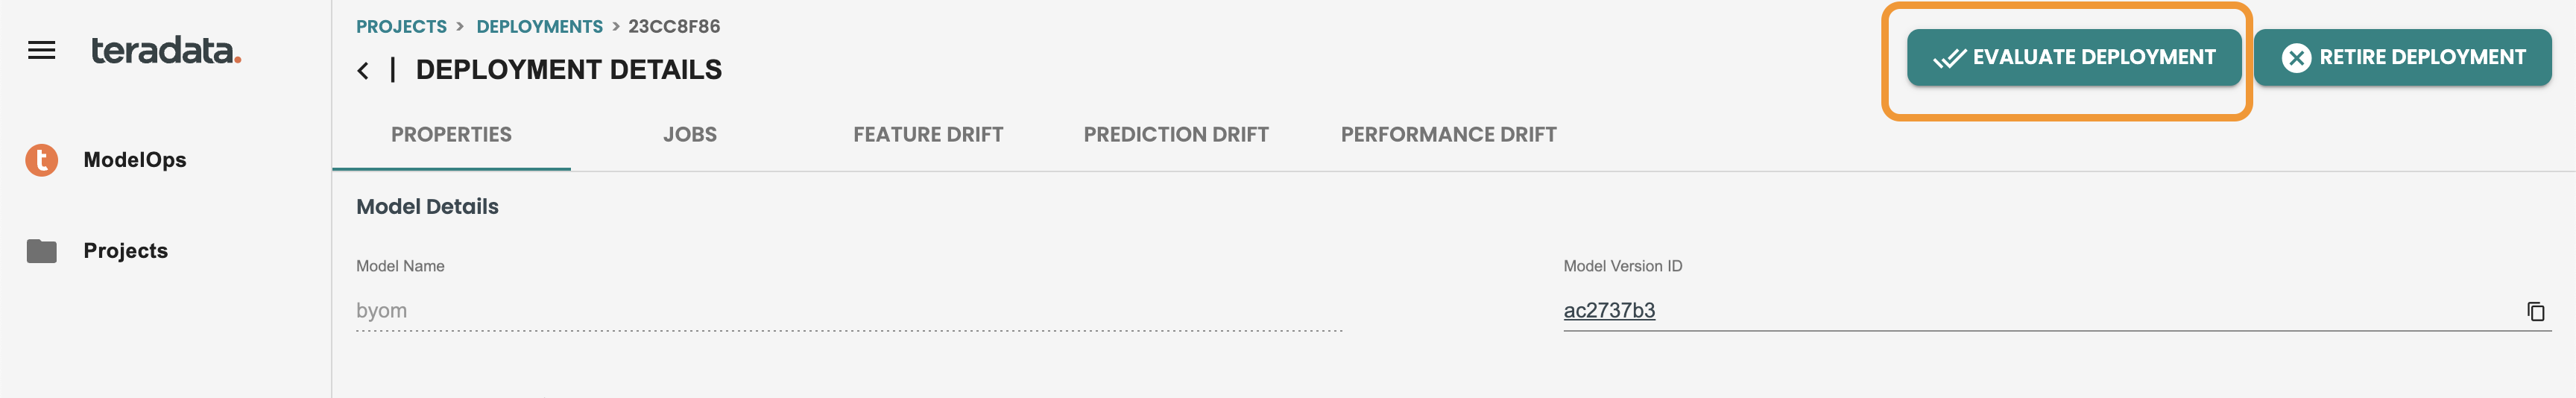 teradata.
ModelOps
Projects
PROJECTS > DEPLOYMENTS > 23CC8F86
< | DEPLOYMENT DETAILS
EVALUATE DEPLOYMENT
RETIRE DEPLOYMENT
PROPERTIES JOBS FEATURE DRIFT PREDICTION DRIFT PERFORMANCE DRIFT
Model Details
Model Name
byom
Model Version ID
ac2737b3